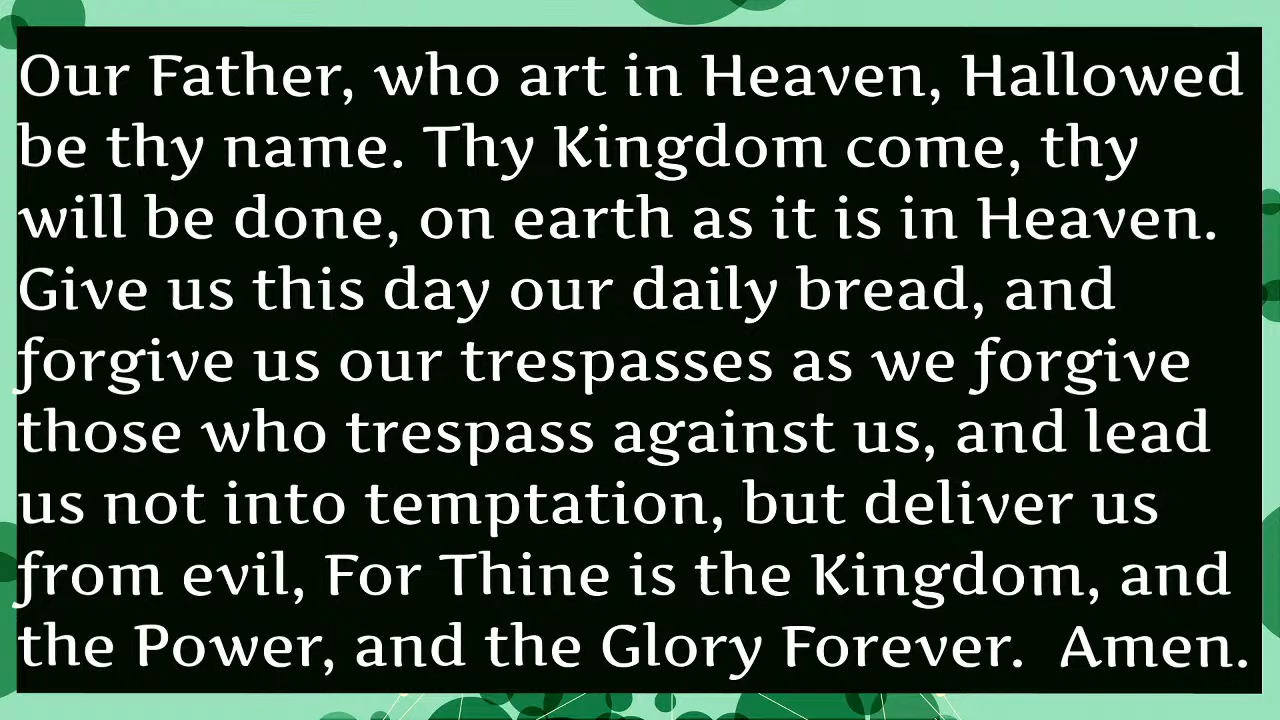 Our Father, who art in Heaven, Hallowed
be thy name. Thy Kingdom come, thy
will be done, on earth as it is in Heaven.
Give us this day our daily bread, and
forgive us our trespasses as we forgive
those who trespass against us, and lead
us not into temptation, but deliver us
from evil, For Thine is the Kingdom, and
the Power, and the Glory Forever.  Amen.